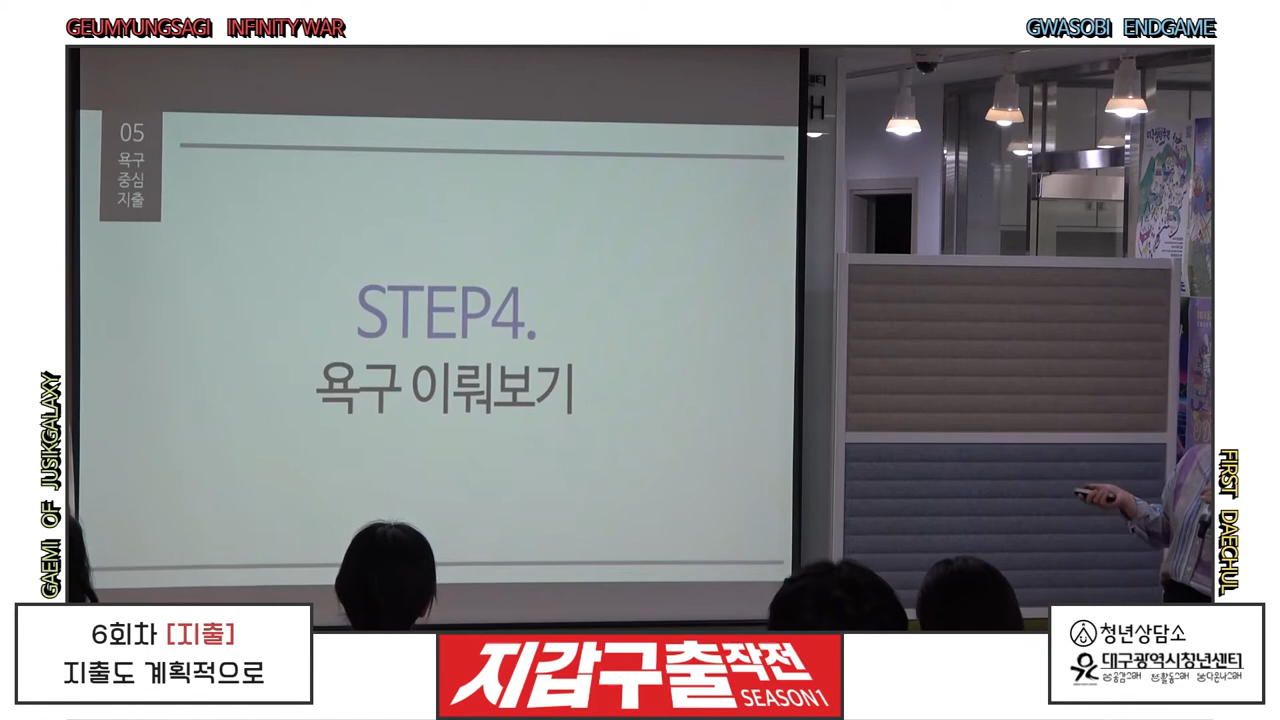 GEUMYUNGSAGI INFINITY WAR
GWASOBI ENDGAME
05
욕구
중심
지출
STEP4.
욕구 이뤄보기
GAEMI OF JUSIKGALAXY
FIRST DAECHUL
6회차 [지출]
지출도 계획적으로
지갑구출작전
SEASON1
청년상담소
대구광역시청년센터